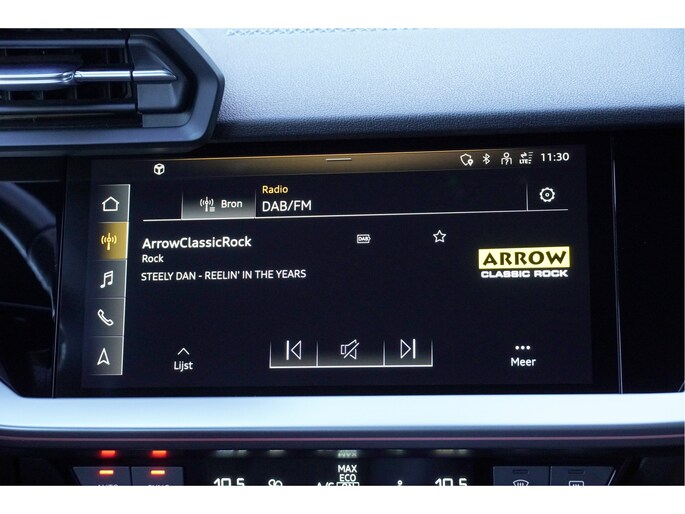 LTE 11:30
Radio
Bron DAB/FM
ArrowClassicRock DAB
Rock
ARROW
CLASSIC ROCK
STEELY DAN - REELIN' IN THE YEARS
Lijst
Meer
MAX
ECO